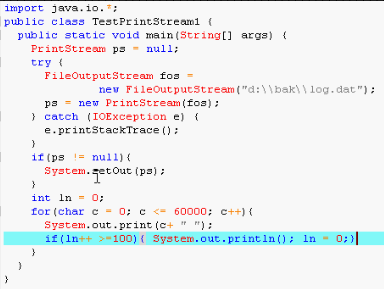 import java.io.*;
public class TestPrintStream1 {
  public static void main(String[] args) {
    PrintStream ps = null;
    try {
      FileOutputStream fos =
              new FileOutputStream("d:\\bak\\log.dat");
      ps = new PrintStream(fos);
    } catch (IOException e) {
      e.printStackTrace();
    }
    if(ps != null){
      System.setOut(ps);
    }
    int ln = 0;
    for(char c = 0; c <= 60000; c++){
      System.out.print(c+ " ");
      if(ln++ >=100){ System.out.println(); ln = 0;}
    }
  }
}